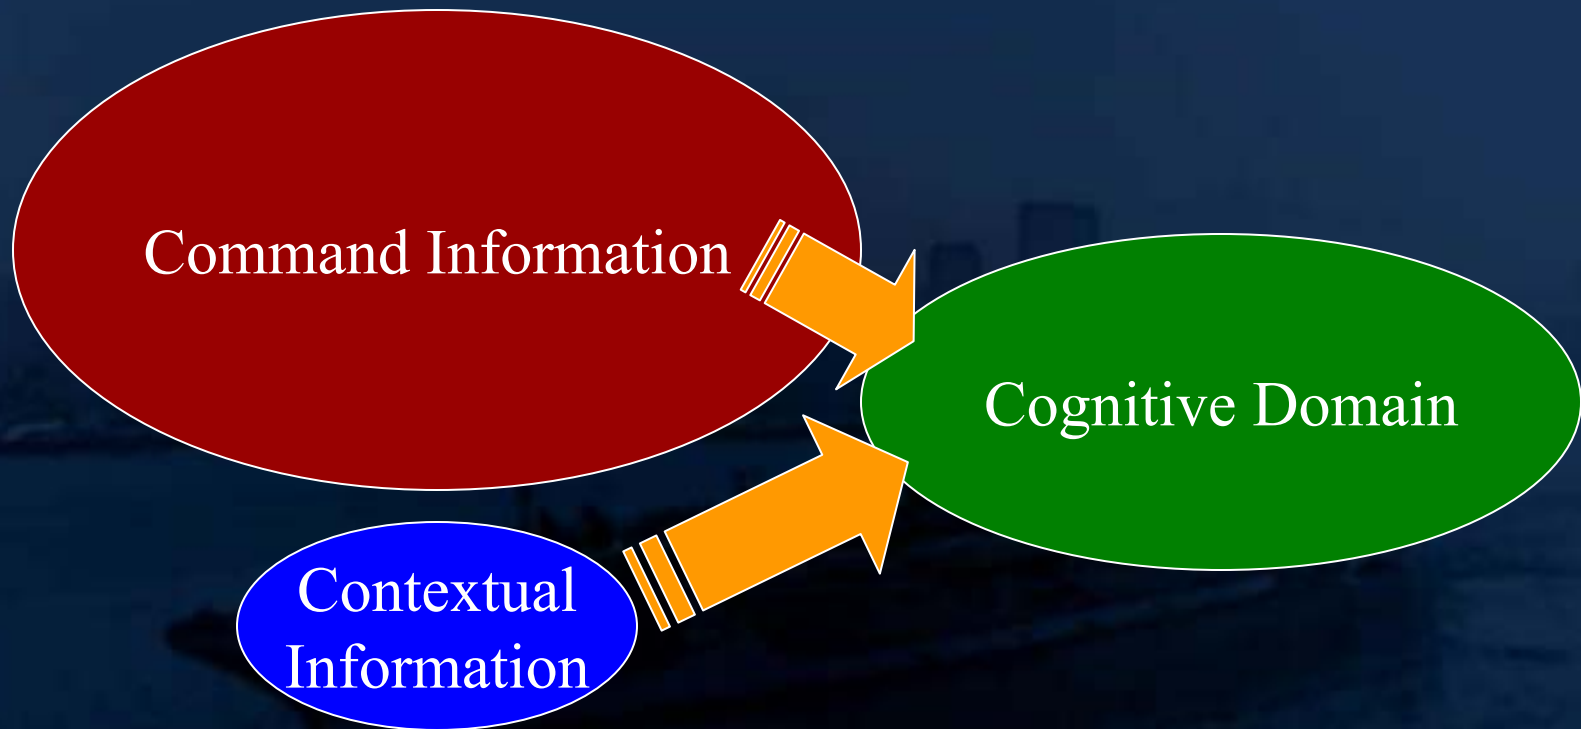 Command Information
Cognitive Domain
Contextual
Information